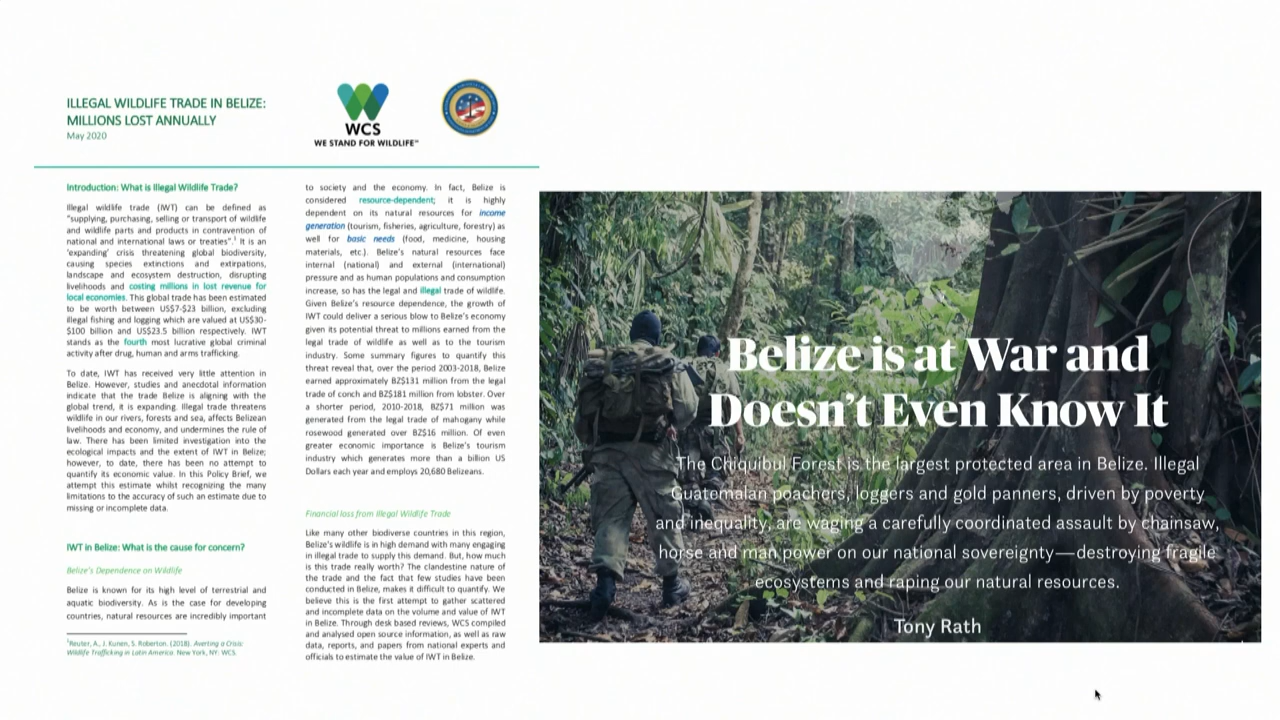 ILLEGAL WILDLIFE TRADE IN BELIZE:
MILLIONS LOST ANNUALLY
May 2020
WCS
WE STAND FOR WILDLIFE™
Introduction: What is Illegal Wildlife Trade?
Illegal wildlife trade (IWT) can be defined as
"supplying, purchasing, selling or transport of wildlife
and wildlife parts and products in contravention of
national and international laws or treaties".1 It is an
'expanding' crisis threatening global biodiversity,
causing species extinctions and extirpations,
landscape and ecosystem destruction, disrupting
livelihoods and costing millions in lost revenue for
local economies. This global trade has been estimated
to be worth between US$7-$23 billion, excluding
illegal fishing and logging which are valued at US$30-
$100 billion and US$23.5 billion respectively. IWT
stands as the fourth most lucrative global criminal
activity after drug, human and arms trafficking.
To date, IWT has received very little attention in
Belize. However, studies and anecdotal information
indicate that the trade Belize is aligning with the
global trend, it is expanding. Illegal trade threatens
wildlife in our rivers, forests and sea, affects Belizean
livelihoods and economy, and undermines the rule of
law. There has been limited investigation into the
ecological impacts and the extent of IWT in Belize;
however, to date, there has been no attempt to
quantify its economic value. In this Policy Brief, we
attempt this estimate whilst recognizing the many
limitations to the accuracy of such an estimate due to
missing or incomplete data.
IWT in Belize: What is the cause for concern?
Belize's Dependence on Wildlife
Belize is known for its high level of terrestrial and
aquatic biodiversity. As is the case for developing
countries, natural resources are incredibly important
1Reuter, A., J. Kunen, S. Roberton. (2018). Averting a Crisis:
Wildlife Trafficking in Latin America. New York, NY: WCS.
to society and the economy. In fact, Belize is
considered resource-dependent; it is highly
dependent on its natural resources for income
generation (tourism, fisheries, agriculture, forestry) as
well for basic needs (food, medicine, housing
materials, etc.). Belize's natural resources face
internal (national) and external (international)
pressure and as human populations and consumption
increase, so has the legal and illegal trade of wildlife.
Given Belize's resource dependence, the growth of
IWT could deliver a serious blow to Belize's economy
given its potential threat to millions earned from the
legal trade of wildlife as well as to the tourism
industry. Some summary figures to quantify this
threat reveal that, over the period 2003-2018, Belize
earned approximately BZ$131 million from the legal
trade of conch and BZ$181 million from lobster. Over
a shorter period, 2010-2018, BZ$71 million was
generated from the legal trade of mahogany while
rosewood generated over BZ$16 million. Of even
greater economic importance is Belize's tourism
industry which generates more than a billion US
Dollars each year and employs 20,680 Belizeans.
Financial loss from Illegal Wildlife Trade
Like many other biodiverse countries in this region,
Belize's wildlife is in high demand with many engaging
in illegal trade to supply this demand. But, how much
is this trade really worth? The clandestine nature of
the trade and the fact that few studies have been
conducted in Belize, makes it difficult to quantify. We
believe this is the first attempt to gather scattered
and incomplete data on the volume and value of IWT
in Belize. Through desk based reviews, WCS compiled
and analysed open source information, as well as raw
data, reports, and papers from national experts and
officials to estimate the value of IWT in Belize.
Belize is at War and
Doesn't Even Know It
The Chiquibul Forest is the largest protected area in Belize. Illegal
Guatemalan poachers, loggers and gold panners, driven by poverty
and inequality, are waging a carefully coordinated assault by chainsaw,
horse and man power on our national sovereignty—destroying fragile
ecosystems and raping our natural resources.
Tony Rath